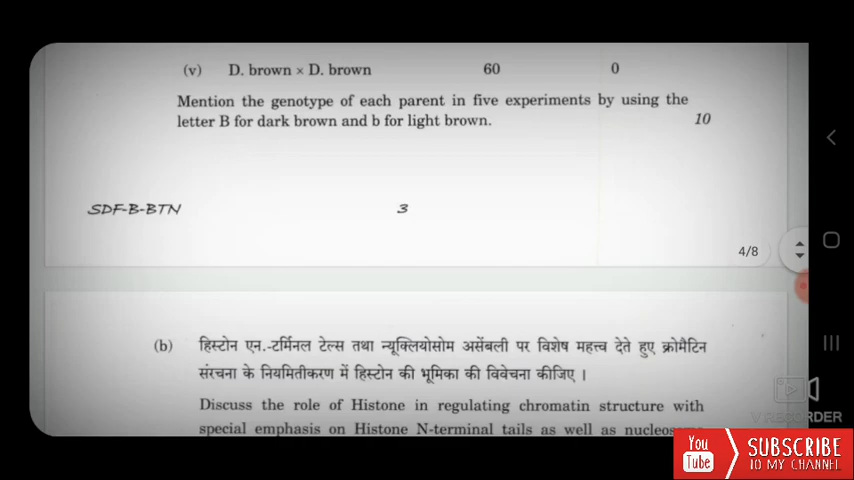 (v) D. brown × D. brown 60 0
Mention the genotype of each parent in five experiments by using the
letter B for dark brown and b for light brown. 10
SDF-B-BTN 3
4/8
(b) हिस्टोन एन.-टर्मिनल टेल्स तथा न्यूक्लियोसोम असेंबली पर विशेष महत्त्व देते हुए क्रोमैटिन
संरचना के नियमितीकरण में हिस्टोन की भूमिका की विवेचना कीजिए ।
Discuss the role of Histone in regulating chromatin structure with
special emphasis on Histone N-terminal tails as well as
V RECORDER
You
Tube
SUBSCRIBE
TO MY CHANNEL